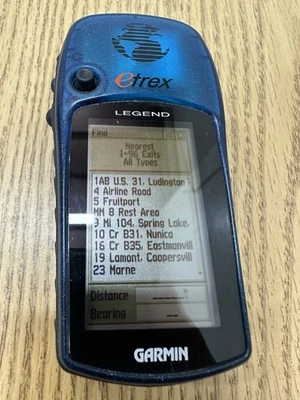 etrex
LEGEND
Find
Nearest
I-96 Exits
All Types
1AB U.S. 31, Ludington
4 Airline Road
5 Fruitport
MM 8 Rest Area
9 Mi 104, Spring Lake,
10 Cr B31, Nunica
16 Cr B35, Eastmanvill
19 Lamont, Coopersvill
23 Marne
Distance
Bearing
GARMIN